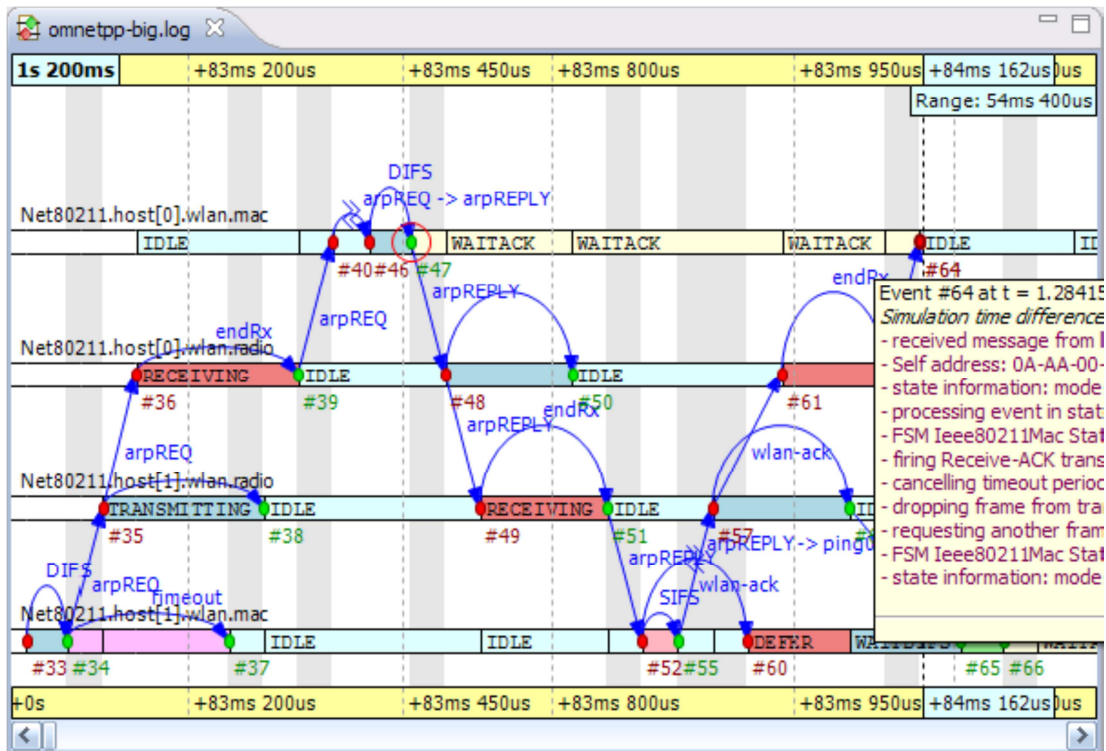 omnetpp-big.log
1s 200ms +83ms 200us +83ms 450us +83ms 800us +83ms 950us +84ms 162us us
Range: 54ms 400us
DIFS
arpREQ -> arpREPLY
Net80211.host[0].wlan.mac
IDLE WAITACK WAITACK WAITACK IDLE
#40 #46 #47 #64
endRx
arpREPLY
arpREQ
endRx
Net80211.host[0].wlan.radio
RECEIVING IDLE IDLE
#36 #39 #48 #50 #61
endRx
arpREPLY
arpREQ
wlan-ack
Net80211.host[1].wlan.radio
TRANSMITTING IDLE RECEIVING IDLE
#35 #38 #49 #51 #57
arpREPLY -> ping0
arpREPLY
DIFS
arpREQ
timeout
SIFS
wlan-ack
Net80211.host[1].wlan.mac
IDLE IDLE DEFER
#33 #34 #37 #52 #55 #60 #65 #66
Event #64 at t = 1.28415
Simulation time difference
- received message from
- Self address: 0A-AA-00-
- state information: mode
- processing event in stat
- FSM Ieee80211Mac Stat
- firing Receive-ACK trans
- cancelling timeout period
- dropping frame from tra
- requesting another fram
- FSM Ieee80211Mac Stat
- state information: mode
+0s +83ms 200us +83ms 450us +83ms 800us +83ms 950us +84ms 162us us